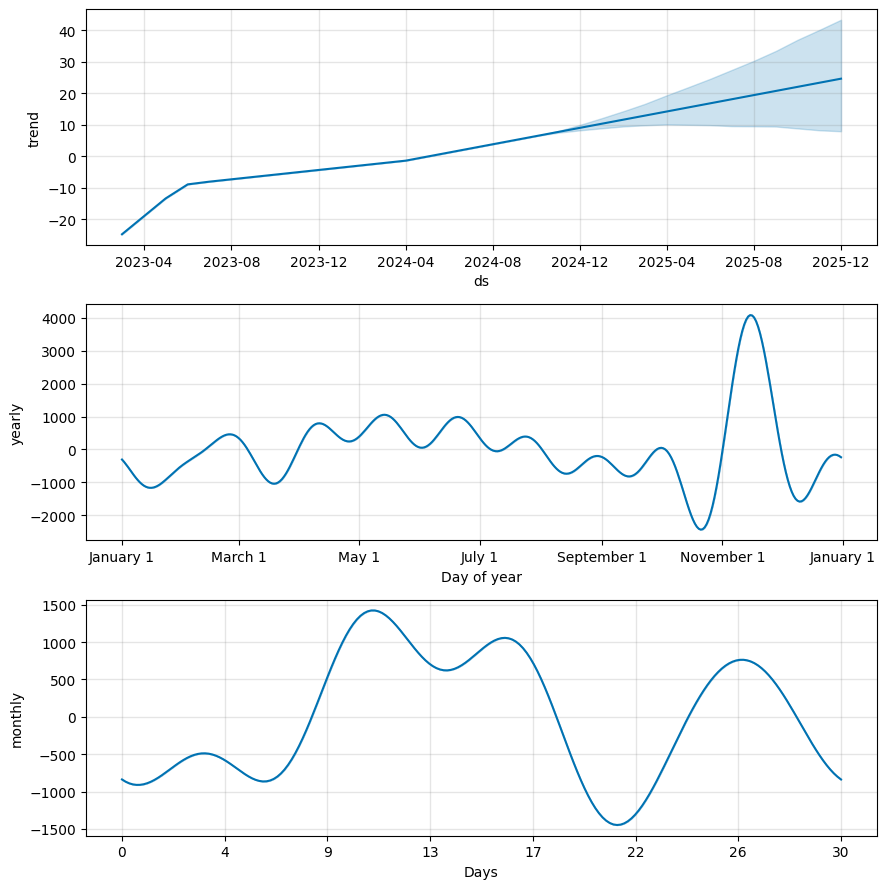 trend
40
30
20
10
0
−10
−20
2023-04 2023-08 2023-12 2024-04 2024-08 2024-12 2025-04 2025-08 2025-12
ds
yearly
4000
3000
2000
1000
0
−1000
−2000
January 1 March 1 May 1 July 1 September 1 November 1 January 1
Day of year
monthly
1500
1000
500
0
−500
−1000
−1500
0 4 9 13 17 22 26 30
Days